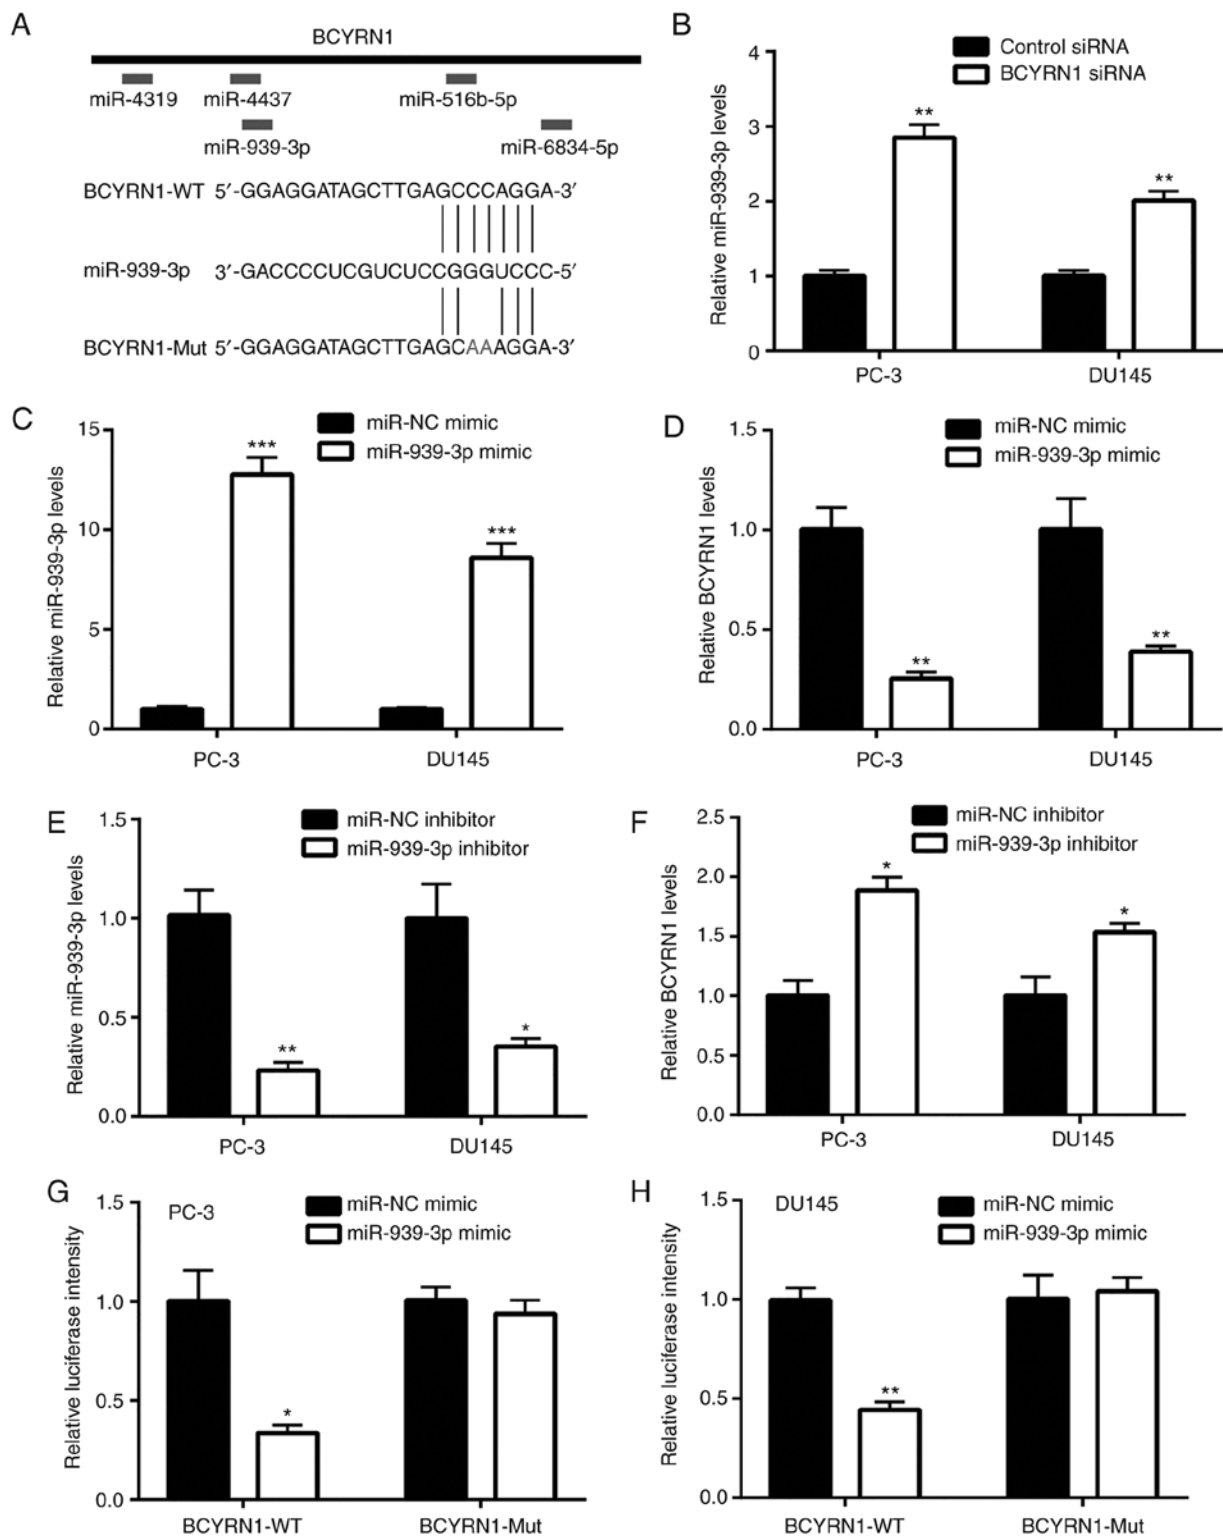 A
BCYRN1
miR-4319
miR-4437
miR-516b-5p
miR-939-3p
miR-6834-5p
BCYRN1-WT 5′-GGAGGATAGCTTGAGCCCAGGA-3′
miR-939-3p 3′-GACCCCUCGUCUCCGGGUCCC-5′
BCYRN1-Mut 5′-GGAGGATAGCTTGAGCAAAGGA-3′
B
Control siRNA
BCYRN1 siRNA
Relative miR-939-3p levels
4
3
2
1
0
**
**
PC-3
DU145
C
miR-NC mimic
miR-939-3p mimic
Relative miR-939-3p levels
15
10
5
0
***
***
PC-3
DU145
D
miR-NC mimic
miR-939-3p mimic
Relative BCYRN1 levels
1.5
1.0
0.5
0.0
**
**
PC-3
DU145
E
miR-NC inhibitor
miR-939-3p inhibitor
Relative miR-939-3p levels
1.5
1.0
0.5
0.0
**
*
PC-3
DU145
F
miR-NC inhibitor
miR-939-3p inhibitor
Relative BCYRN1 levels
2.5
2.0
1.5
1.0
0.5
0.0
*
*
PC-3
DU145
G
PC-3
miR-NC mimic
miR-939-3p mimic
Relative luciferase intensity
1.5
1.0
0.5
0.0
*
BCYRN1-WT
BCYRN1-Mut
H
DU145
miR-NC mimic
miR-939-3p mimic
Relative luciferase intensity
1.5
1.0
0.5
0.0
**
BCYRN1-WT
BCYRN1-Mut